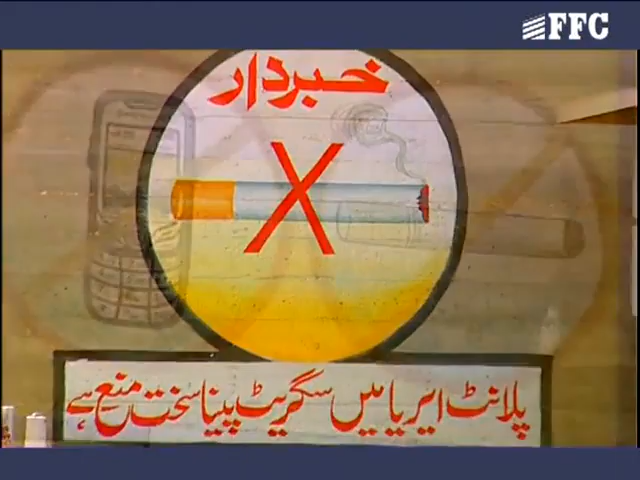 FFC
خبردار
پلانٹ ایریا میں سگریٹ پینا سخت منع ہے